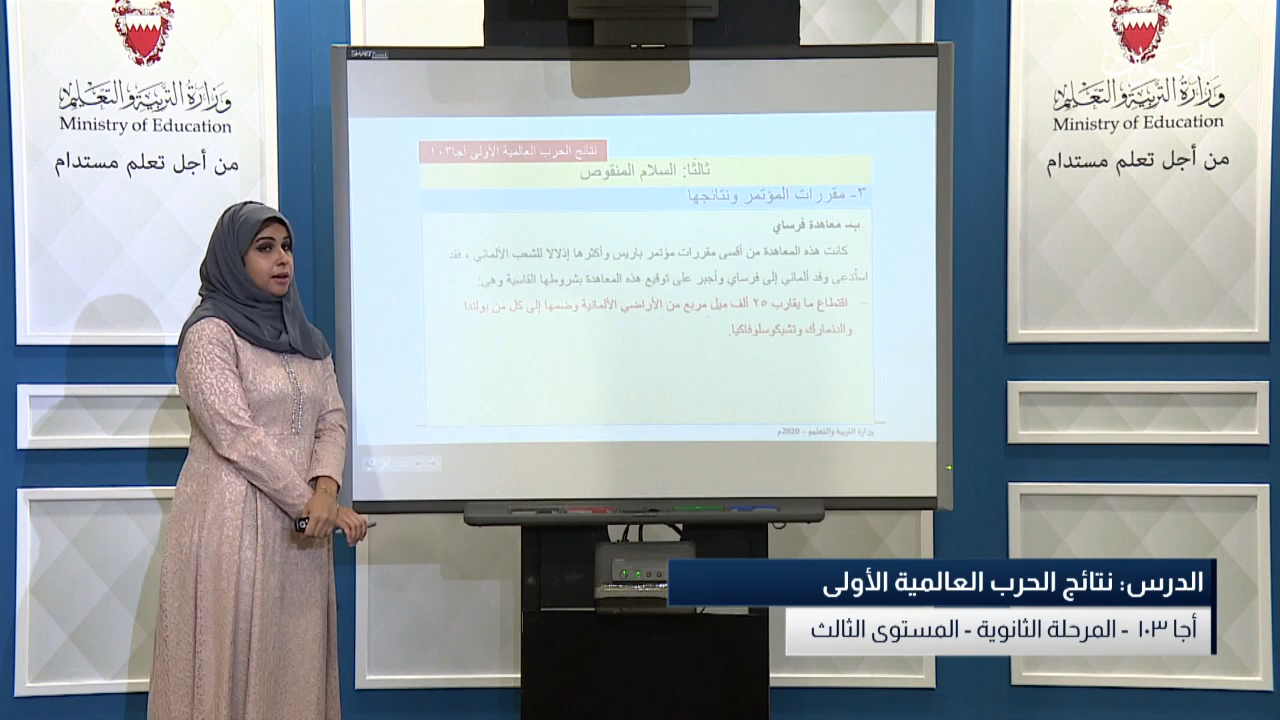 وزارة التربية والتعليم
Ministry of Education
من أجل تعلم مستدام
وزارة التربية والتعليم
Ministry of Education
من أجل تعلم مستدام
نتائج الحرب العالمية الأولى أجا١٠٣
ثالثًا: السلام المنقوص
٣- مقررات المؤتمر ونتائجها
ب- معاهدة فرساي
كانت هذه المعاهدة من أقسى مقررات مؤتمر باريس وأكثرها إذلالا للشعب الألماني ، فقد
استُدعى وفد ألماني إلى فرساي وأجبر على توقيع هذه المعاهدة بشروطها القاسية وهي:
- اقتطاع ما يقارب ٢٥ ألف ميل مربع من الأراضي الألمانية وضمها إلى كل من بولندا
والدنمارك وتشيكوسلوفاكيا.
وزارة التربية والتعليم – 2020م
الدرس: نتائج الحرب العالمية الأولى
أجا ١٠٣ - المرحلة الثانوية - المستوى الثالث